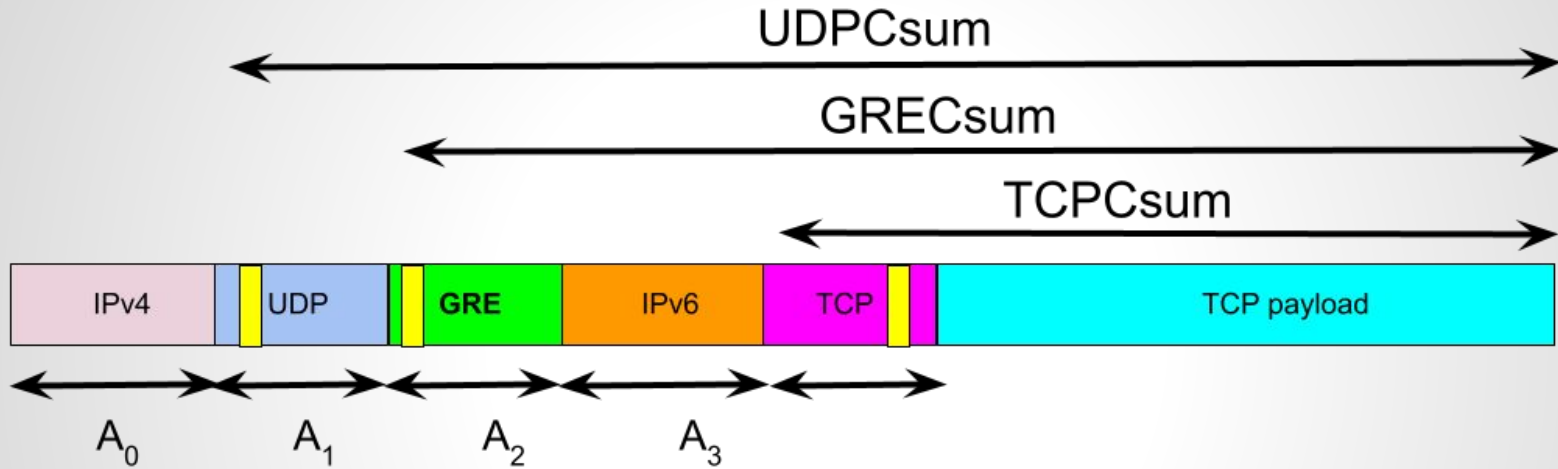 UDPCsum
GRECsum
TCPCsum
IPv4 UDP GRE IPv6 TCP TCP payload
A₀ A₁ A₂ A₃